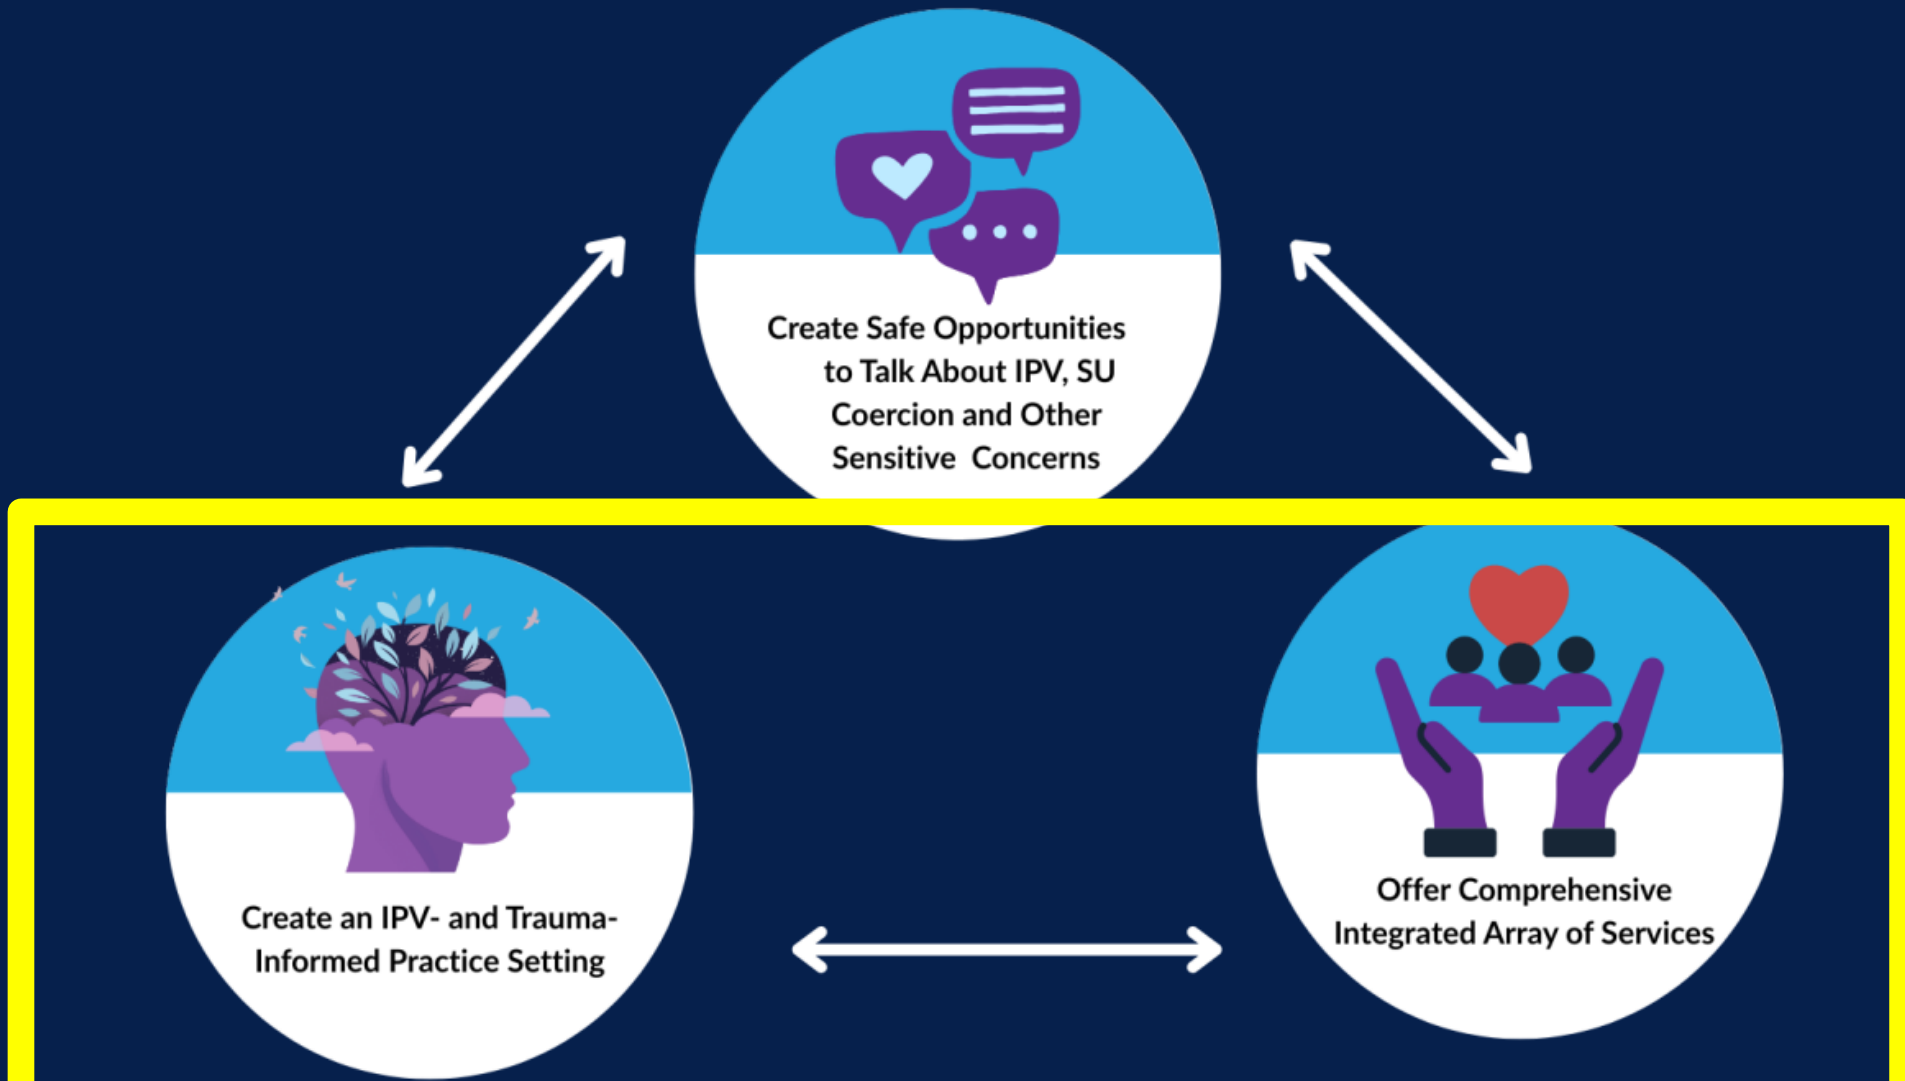 Create Safe Opportunities
to Talk About IPV, SU
Coercion and Other
Sensitive Concerns
Create an IPV- and Trauma-
Informed Practice Setting
Offer Comprehensive
Integrated Array of Services